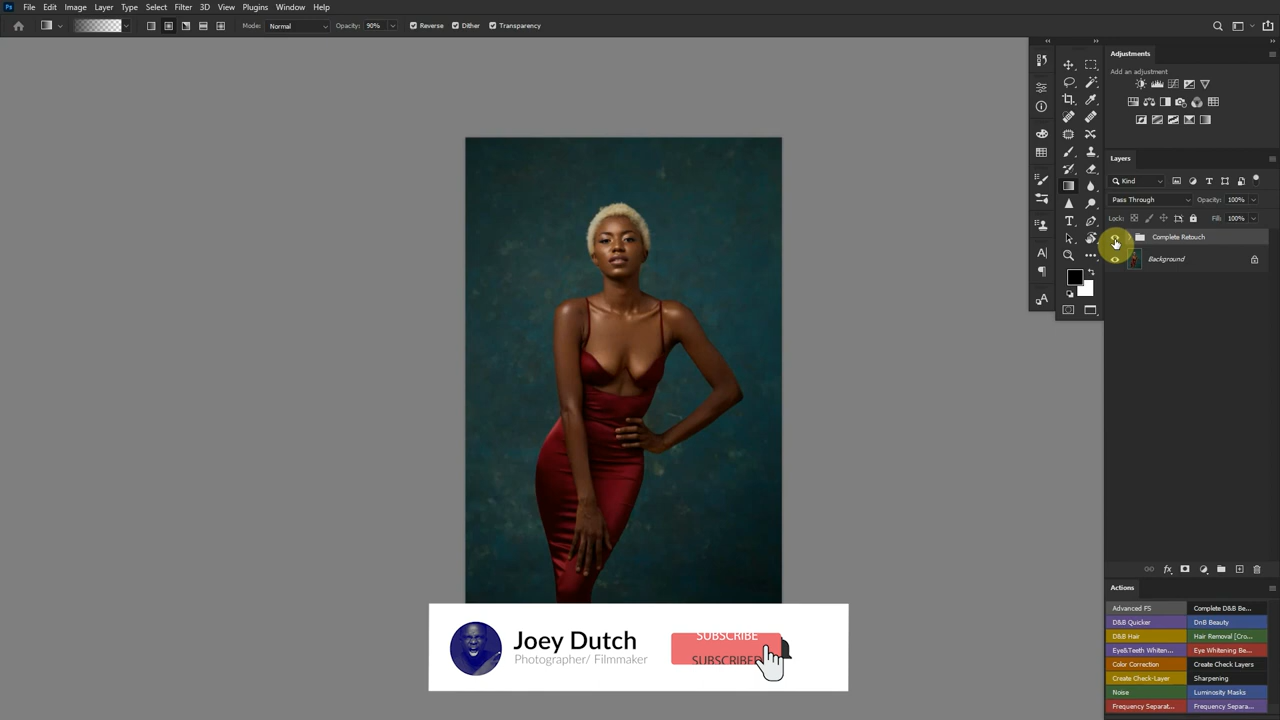 Ps File Edit Image Layer Type Select Filter 3D View Plugins Window Help
Mode: Normal Opacity: 90% Reverse Dither Transparency
Adjustments
Add an adjustment
Layers
Kind
Pass Through Opacity: 100%
Lock: Fill: 100%
Complete Retouch
Background
Actions
Advanced FS Complete D&B Be...
D&B Quicker DnB Beauty
D&B Hair Hair Removal [Cro...
Eye&Teeth Whiten... Eye Whitening Be...
Color Correction Create Check Layers
Create Check-Layer Sharpening
Noise Luminosity Masks
Frequency Separat... Frequency Separa...
Joey Dutch
Photographer/ Filmmaker
SUBSCRIBE
SUBSCRIBED